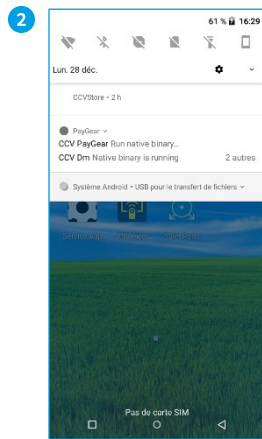 2
61 % 16:29
Lun. 28 déc.
CCVStore • 2 h
PayGear
CCV PayGear Run native binary…
CCV Dm Native binary is running 2 autres
Système Android • USB pour le transfert de fichiers
Pas de carte SIM